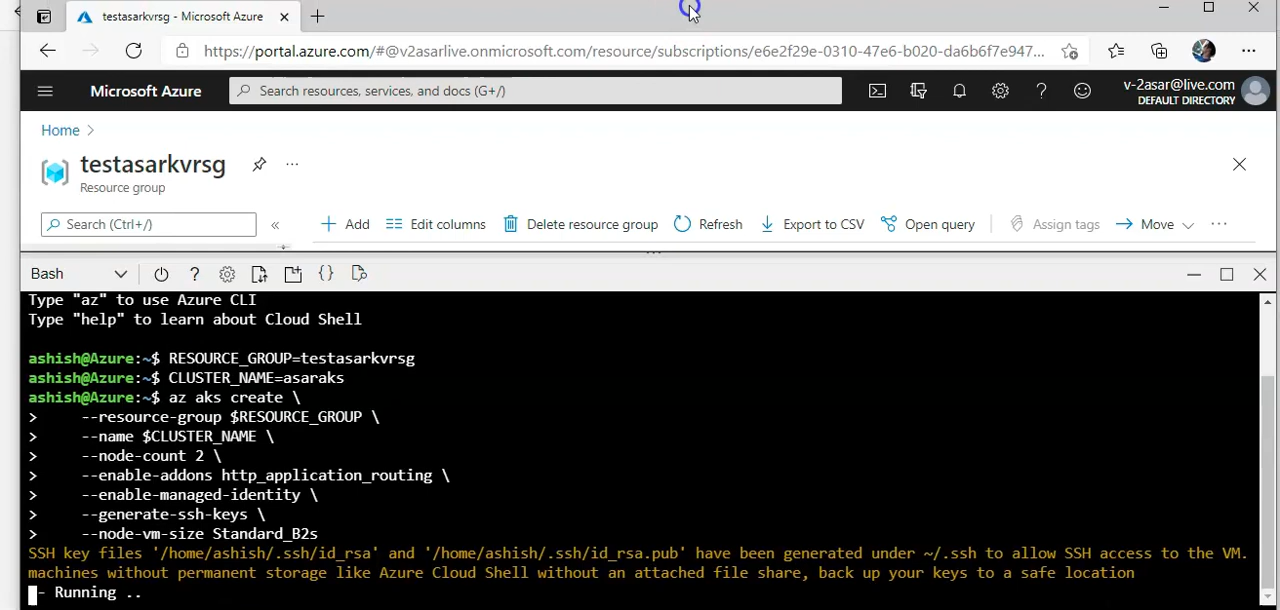 testasarkvrsg - Microsoft Azure
https://portal.azure.com/#@v2asarlive.onmicrosoft.com/resource/subscriptions/e6e2f29e-0310-47e6-b020-da6b6f7e947...
Microsoft Azure
Search resources, services, and docs (G+/)
v-2asar@live.com
DEFAULT DIRECTORY
Home
testasarkvrsg
Resource group
Search (Ctrl+/)
Add Edit columns Delete resource group Refresh Export to CSV Open query Assign tags Move
Bash
Type "az" to use Azure CLI
Type "help" to learn about Cloud Shell
ashish@Azure:~$ RESOURCE_GROUP=testasarkvrsg
ashish@Azure:~$ CLUSTER_NAME=asaraks
ashish@Azure:~$ az aks create \
> --resource-group $RESOURCE_GROUP \
> --name $CLUSTER_NAME \
> --node-count 2 \
> --enable-addons http_application_routing \
> --enable-managed-identity \
> --generate-ssh-keys \
> --node-vm-size Standard_B2s
SSH key files '/home/ashish/.ssh/id_rsa' and '/home/ashish/.ssh/id_rsa.pub' have been generated under ~/.ssh to allow SSH access to the VM.
machines without permanent storage like Azure Cloud Shell without an attached file share, back up your keys to a safe location
- Running ..